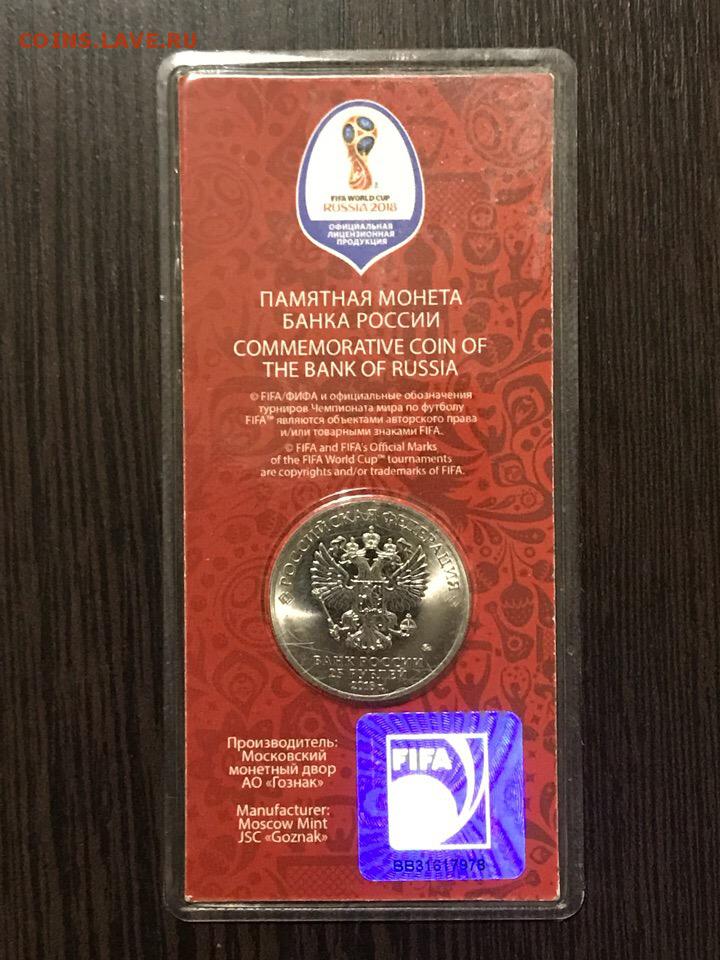 COINS.LAVE.RU
FIFA WORLD CUP
RUSSIA 2018
ОФИЦИАЛЬНАЯ
ЛИЦЕНЗИОННАЯ
ПРОДУКЦИЯ
ПАМЯТНАЯ МОНЕТА
БАНКА РОССИИ
COMMEMORATIVE COIN OF
THE BANK OF RUSSIA
© FIFA/ФИФА и официальные обозначения
турниров Чемпионата мира по футболу
FIFA™ являются объектами авторского права
и/или товарными знаками FIFA.
© FIFA and FIFA's Official Marks
of the FIFA World Cup™ tournaments
are copyrights and/or trademarks of FIFA.
РОССИЙСКАЯ ФЕДЕРАЦИЯ
БАНК РОССИИ
25 РУБЛЕЙ
2018 г.
Производитель:
Московский
монетный двор
АО «Гознак»
Manufacturer:
Moscow Mint
JSC «Goznak»
FIFA
BB31617978